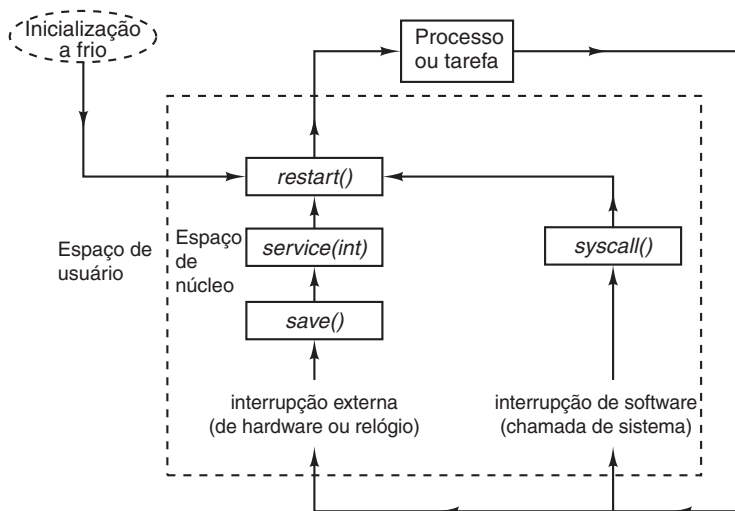 Inicialização
a frio
Processo
ou tarefa
restart()
Espaço de
usuário
Espaço
de
núcleo
service(int)
syscall()
save()
interrupção externa
(de hardware ou relógio)
interrupção de software
(chamada de sistema)